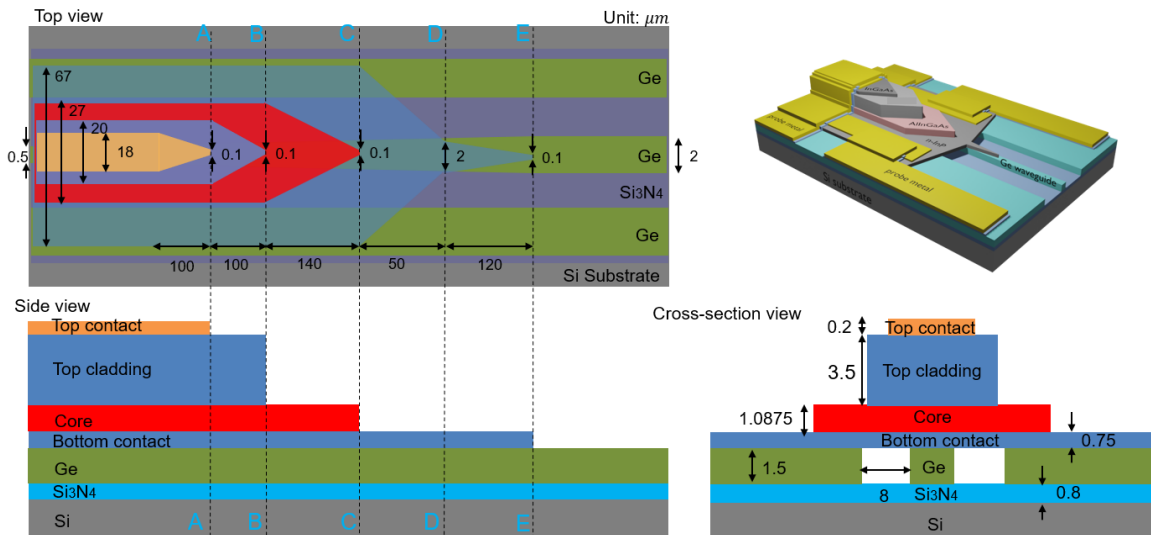 Top view
Unit: μm
A B C D E
67
Ge
27
20
0.5
18
0.1
0.1
0.1
2
0.1
Ge
2
Si3N4
Ge
100
100
140
50
120
Si Substrate
InGaAs
AlInGaAs
n-InP
probe metal
probe metal
Ge waveguide
Si substrate
Side view
Top contact
Top cladding
Core
Bottom contact
Ge
Si3N4
Si
A B C D E
Cross-section view
0.2
Top contact
3.5
Top cladding
1.0875
Core
Bottom contact
0.75
1.5
Ge
8
Si3N4
0.8
Si